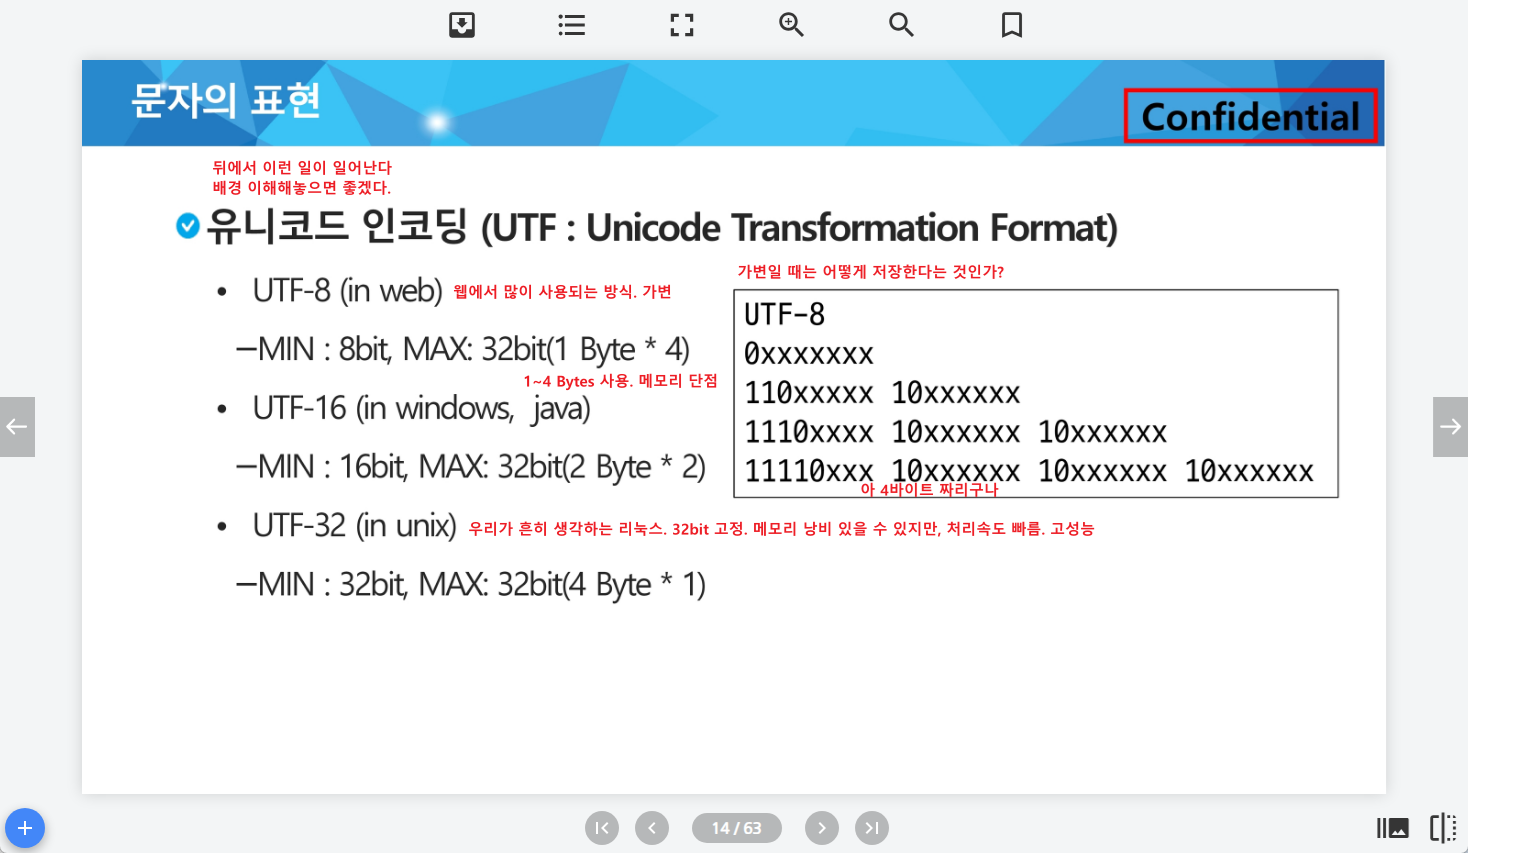 문자의 표현
Confidential
뒤에서 이런 일이 일어난다
배경 이해해놓으면 좋겠다.
유니코드 인코딩 (UTF : Unicode Transformation Format)
• UTF-8 (in web) 웹에서 많이 사용되는 방식. 가변
–MIN : 8bit, MAX: 32bit(1 Byte * 4)
1~4 Bytes 사용. 메모리 단점
• UTF-16 (in windows, java)
–MIN : 16bit, MAX: 32bit(2 Byte * 2)
가변일 때는 어떻게 저장한다는 것인가?
UTF-8
0xxxxxxx
110xxxxx 10xxxxxx
1110xxxx 10xxxxxx 10xxxxxx
11110xxx 10xxxxxx 10xxxxxx 10xxxxxx
아 4바이트 짜리구나
• UTF-32 (in unix) 우리가 흔히 생각하는 리눅스. 32bit 고정. 메모리 낭비 있을 수 있지만, 처리속도 빠름. 고성능
–MIN : 32bit, MAX: 32bit(4 Byte * 1)
14 / 63